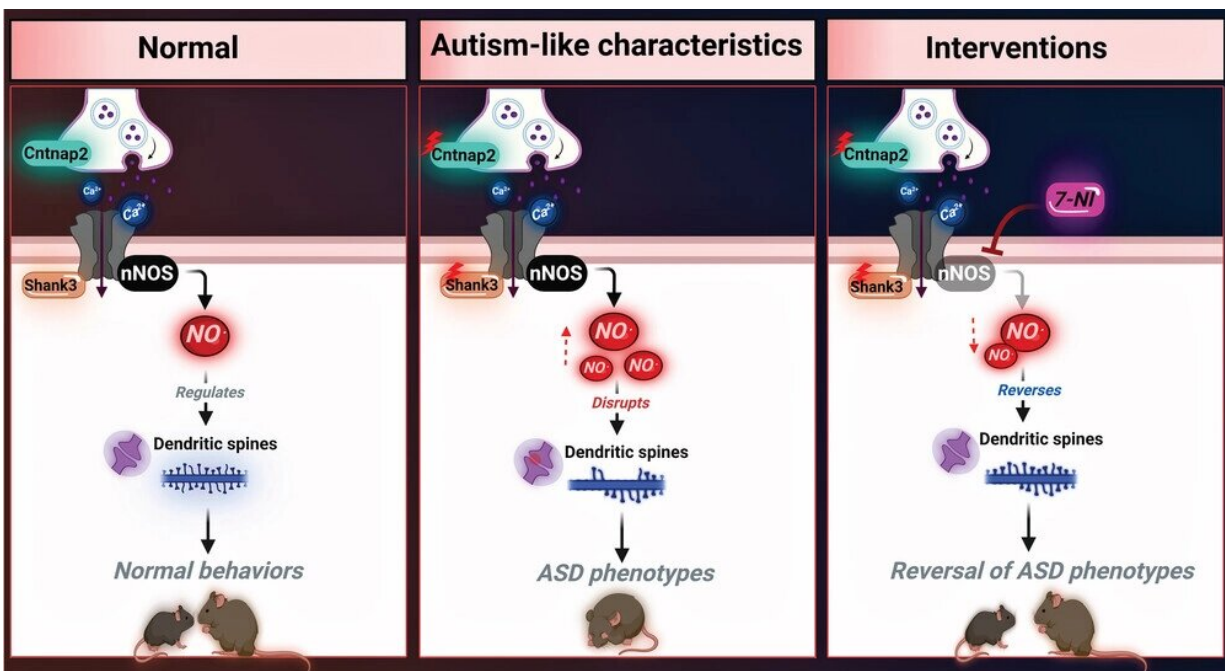 Normal
Cntnap2
Ca²⁺
Ca²⁺
nNOS
Shank3
NO·
Regulates
Dendritic spines
Normal behaviors
Autism-like characteristics
Cntnap2
Ca²⁺
Ca²⁺
nNOS
Shank3
NO·
NO·
NO·
Disrupts
Dendritic spines
ASD phenotypes
Interventions
Cntnap2
7-NI
Ca²⁺
Ca²⁺
nNOS
Shank3
NO·
NO·
Reverses
Dendritic spines
Reversal of ASD phenotypes